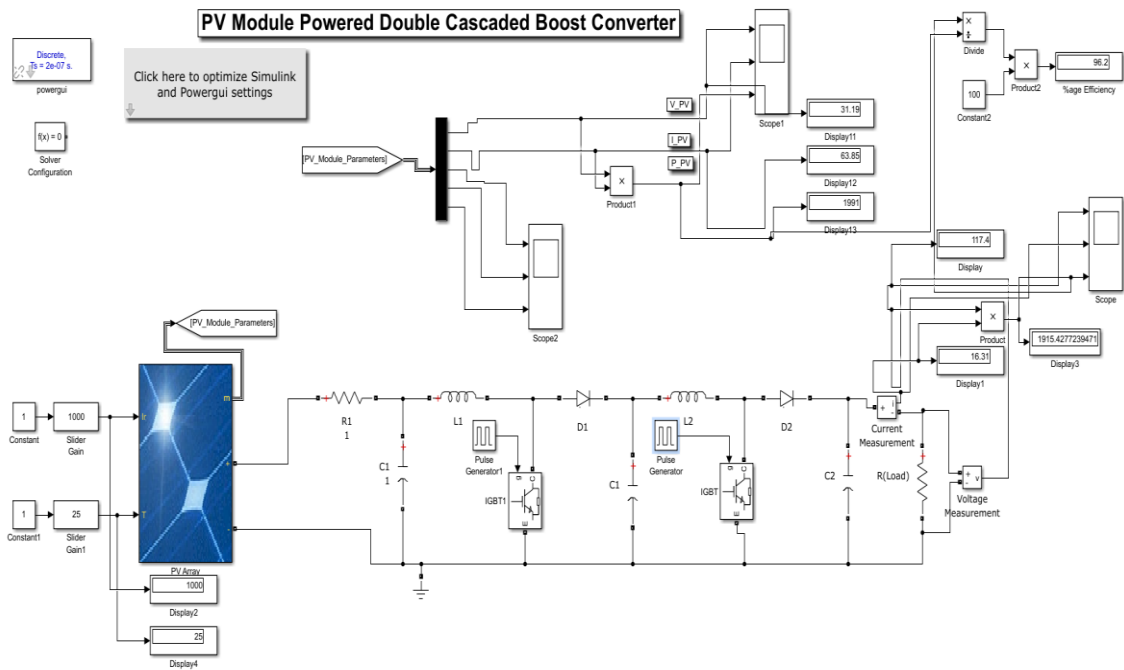 PV Module Powered Double Cascaded Boost Converter
Discrete,
Ts = 2e-07 s.
powergui
Click here to optimize Simulink
and Powergui settings
f(x) = 0
Solver
Configuration
[PV_Module_Parameters]
V_PV
I_PV
P_PV
×
Product1
Scope1
31.19
Display11
63.85
Display12
1991
Display13
Scope2
×
÷
Divide
100
Constant2
×
Product2
96.2
%age Efficiency
117.4
Display
Scope
×
Product
1915.4277239471
Display3
16.31
Display1
[PV_Module_Parameters]
1
Constant
1000
Slider
Gain
1
Constant1
25
Slider
Gain1
Ir
T
m
+
-
PV Array
1000
Display2
25
Display4
+
R1
1
+
C1
1
+
L1
Pulse
Generator1
g
C
E
IGBT1
D1
+
C1
+
L2
Pulse
Generator
g
C
E
IGBT
D2
+
C2
+
i
-
Current
Measurement
+
R(Load)
+
-
v
Voltage
Measurement